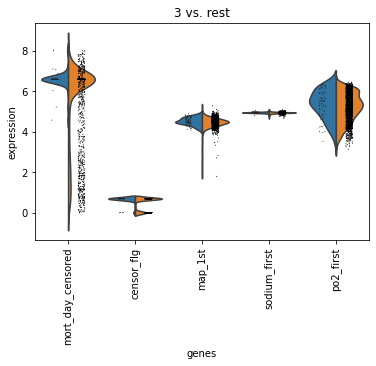 3 vs. rest
expression
8
6
4
2
0
mort_day_censored
censor_flg
map_1st
sodium_first
po2_first
genes